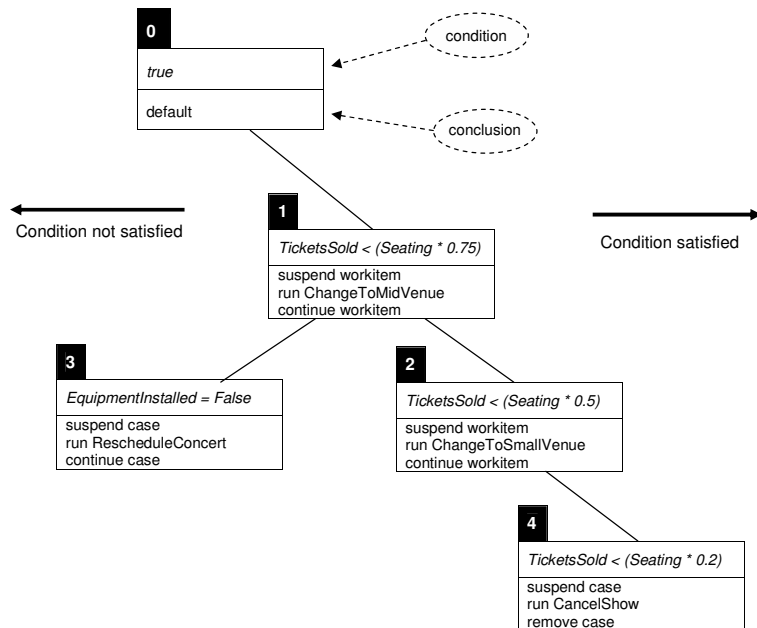 0
true
default
condition
conclusion
Condition not satisfied
Condition satisfied
1
TicketsSold < (Seating * 0.75)
suspend workitem
run ChangeToMidVenue
continue workitem
3
EquipmentInstalled = False
suspend case
run RescheduleConcert
continue case
2
TicketsSold < (Seating * 0.5)
suspend workitem
run ChangeToSmallVenue
continue workitem
4
TicketsSold < (Seating * 0.2)
suspend case
run CancelShow
remove case